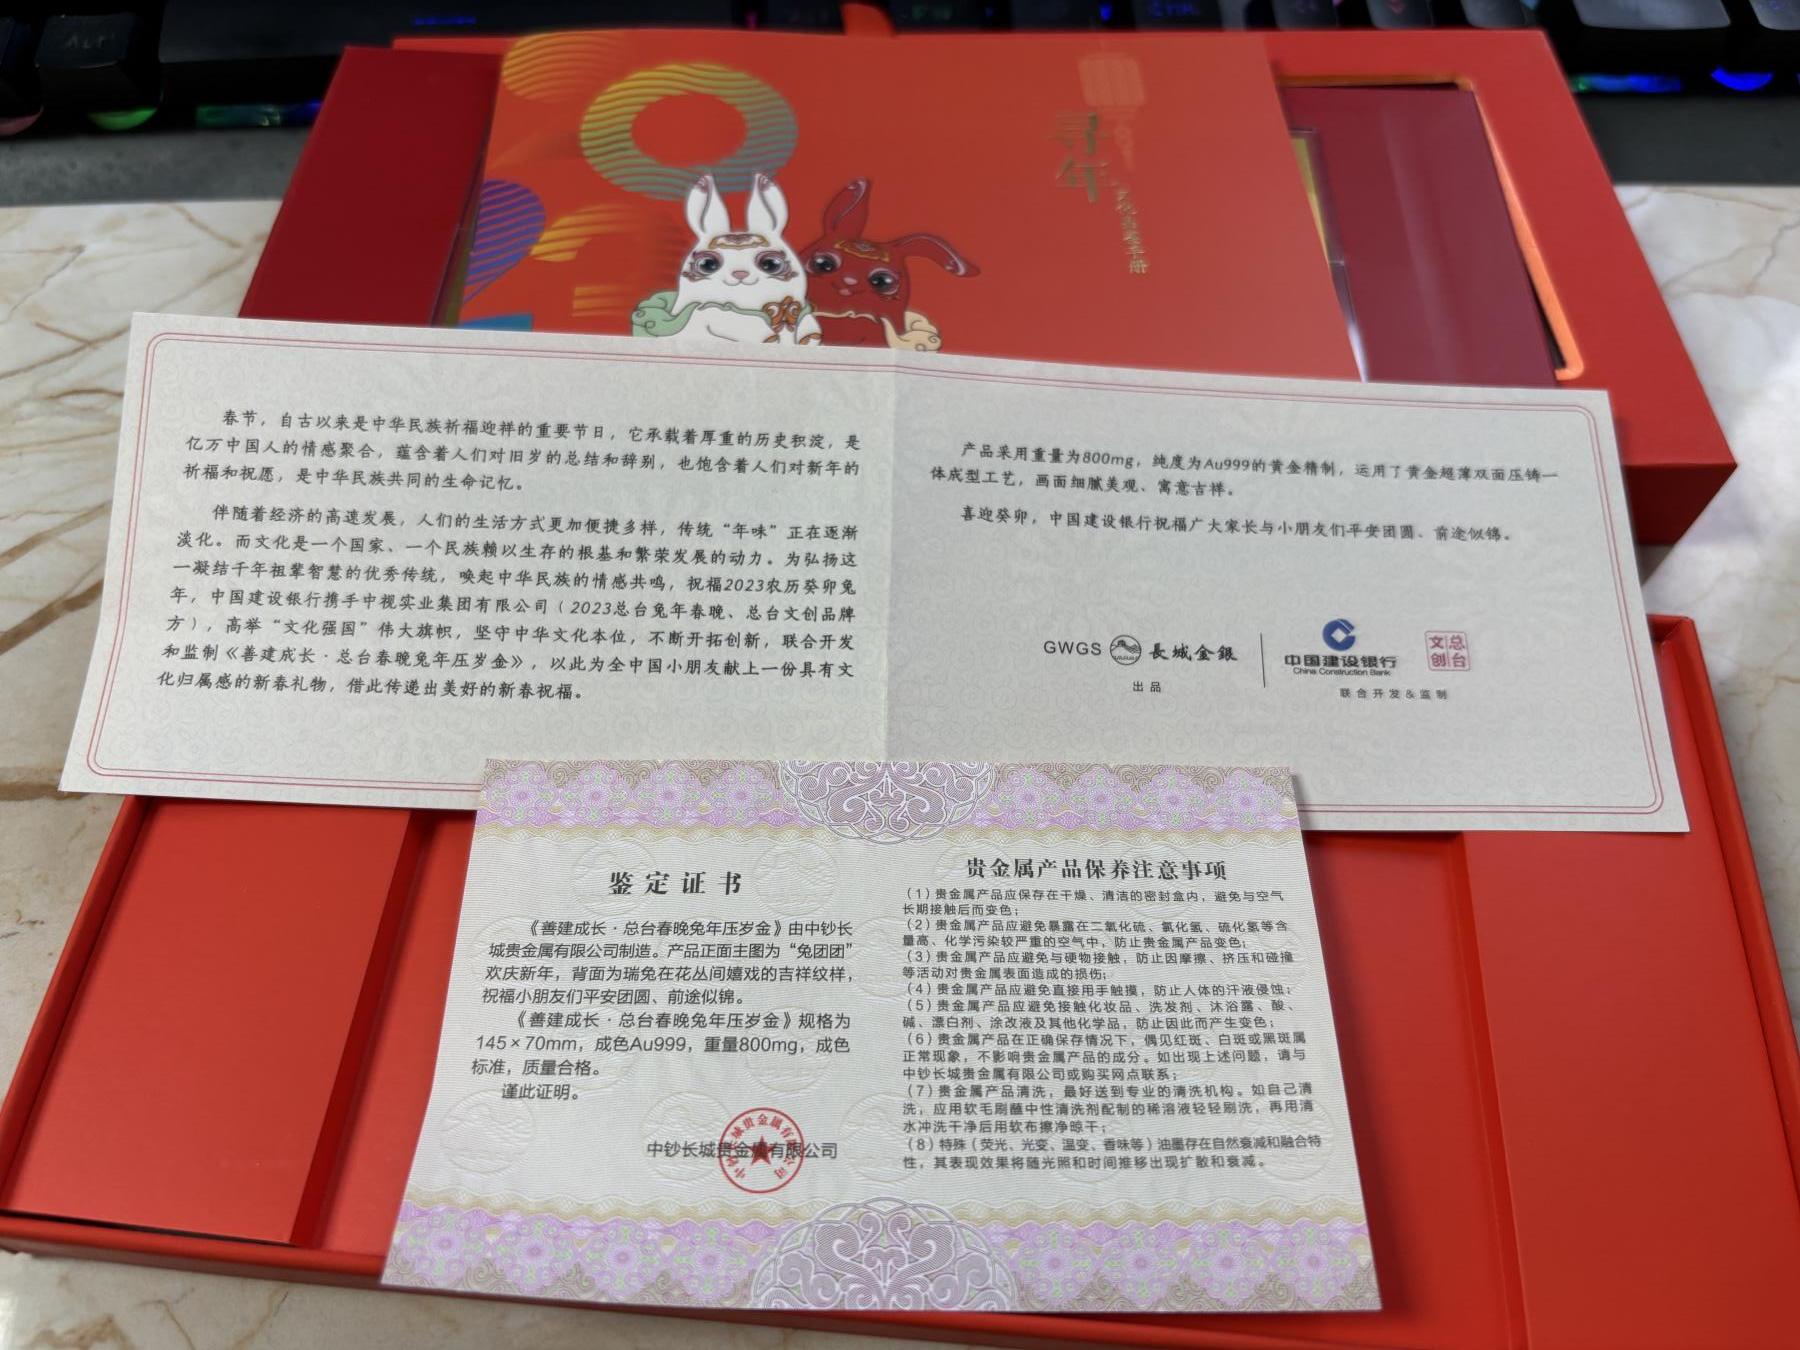 ALT
寻
年
春节，自古以来是中华民族祈福迎祥的重要节日，它承载着厚重的历史积淀，是
亿万中国人的情感聚合，蕴含着人们对旧岁的总结和辞别，也饱含着人们对新年的
祈福和祝愿，是中华民族共同的生命记忆。
伴随着经济的高速发展，人们的生活方式更加便捷多样，传统“年味”正在逐渐
淡化。而文化是一个国家、一个民族赖以生存的根基和繁荣发展的动力。为弘扬这
一凝结千年祖辈智慧的优秀传统，唤起中华民族的情感共鸣，祝福2023农历癸卯兔
年，中国建设银行携手中视实业集团有限公司（2023总台兔年春晚、总台文创品牌
方），高举“文化强国”伟大旗帜，坚守中华文化本位，不断开拓创新，联合开发
和监制《善建成长·总台春晚兔年压岁金》，以此为全中国小朋友献上一份具有文
化归属感的新春礼物，借此传递出美好的新春祝福。
产品采用重量为800mg，纯度为Au999的黄金精制，运用了黄金超薄双面压铸一
体成型工艺，画面细腻美观、寓意吉祥。
喜迎癸卯，中国建设银行祝福广大家长与小朋友们平安团圆、前途似锦。
GWGS 長城金銀
出品
中国建设银行
China Construction Bank
总台
文创
联合开发&监制
鉴定证书
《善建成长·总台春晚兔年压岁金》由中钞长
城贵金属有限公司制造。产品正面主图为“兔团团”
欢庆新年，背面为瑞兔在花丛间嬉戏的吉祥纹样，
祝福小朋友们平安团圆、前途似锦。
《善建成长·总台春晚兔年压岁金》规格为
145×70mm，成色Au999，重量800mg，成色
标准，质量合格。
谨此证明。
中钞长城贵金属有限公司
中钞长城贵金属有限公司
贵金属产品保养注意事项
（1）贵金属产品应保存在干燥、清洁的密封盒内，避免与空气
长期接触后而变色；
（2）贵金属产品应避免暴露在二氧化硫、氯化氢、硫化氢等含
量高、化学污染较严重的空气中，防止贵金属产品变色；
（3）贵金属产品应避免与硬物接触，防止因摩擦、挤压和碰撞
等活动对贵金属表面造成的损伤；
（4）贵金属产品应避免直接用手触摸，防止人体的汗液侵蚀；
（5）贵金属产品应避免接触化妆品、洗发剂、沐浴露、酸、
碱、漂白剂、涂改液及其他化学品，防止因此而产生变色；
（6）贵金属产品在正确保存情况下，偶见红斑、白斑或黑斑属
正常现象，不影响贵金属产品的成分。如出现上述问题，请与
中钞长城贵金属有限公司或购买网点联系；
（7）贵金属产品清洗，最好送到专业的清洗机构。如自己清
洗，应用软毛刷蘸中性清洗剂配制的稀溶液轻轻刷洗，再用清
水冲洗干净后用软布擦净晾干；
（8）特殊（荧光、光变、温变、香味等）油墨存在自然衰减和融合特
性，其表现效果将随光照和时间推移出现扩散和衰减。